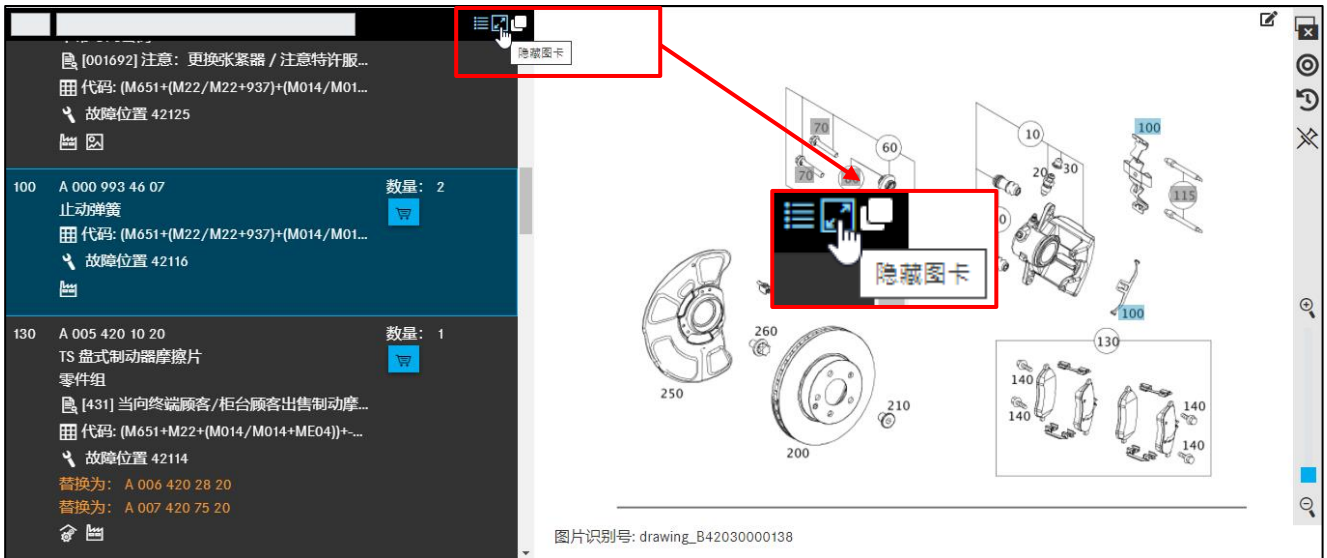 隐藏图卡
[001692] 注意：更换张紧器 / 注意特许服...
代码: (M651+(M22/M22+937)+(M014/M01...
故障位置 42125
100 A 000 993 46 07 数量： 2
止动弹簧
代码: (M651+(M22/M22+937)+(M014/M01...
故障位置 42116
130 A 005 420 10 20 数量： 1
TS 盘式制动器摩擦片
零件组
[431] 当向终端顾客/柜台顾客出售制动摩...
代码: (M651+M22+(M014/M014+ME04))+-...
故障位置 42114
替换为： A 006 420 28 20
替换为： A 007 420 75 20
70
60
70
10
20
30
100
115
隐藏图卡
100
250
260
200
210
130
140
140
140
140
图片识别号: drawing_B42030000138